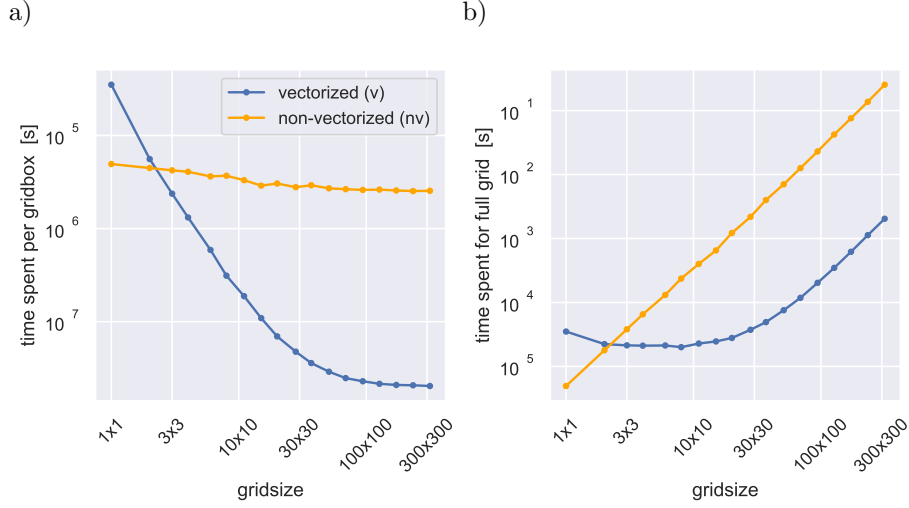 a)
b)
vectorized (v)
non-vectorized (nv)
time spent per gridbox [s]
10 5
10 6
10 7
1x1
3x3
10x10
30x30
100x100
300x300
gridsize
time spent for full grid [s]
10 1
10 2
10 3
10 4
10 5
1x1
3x3
10x10
30x30
100x100
300x300
gridsize